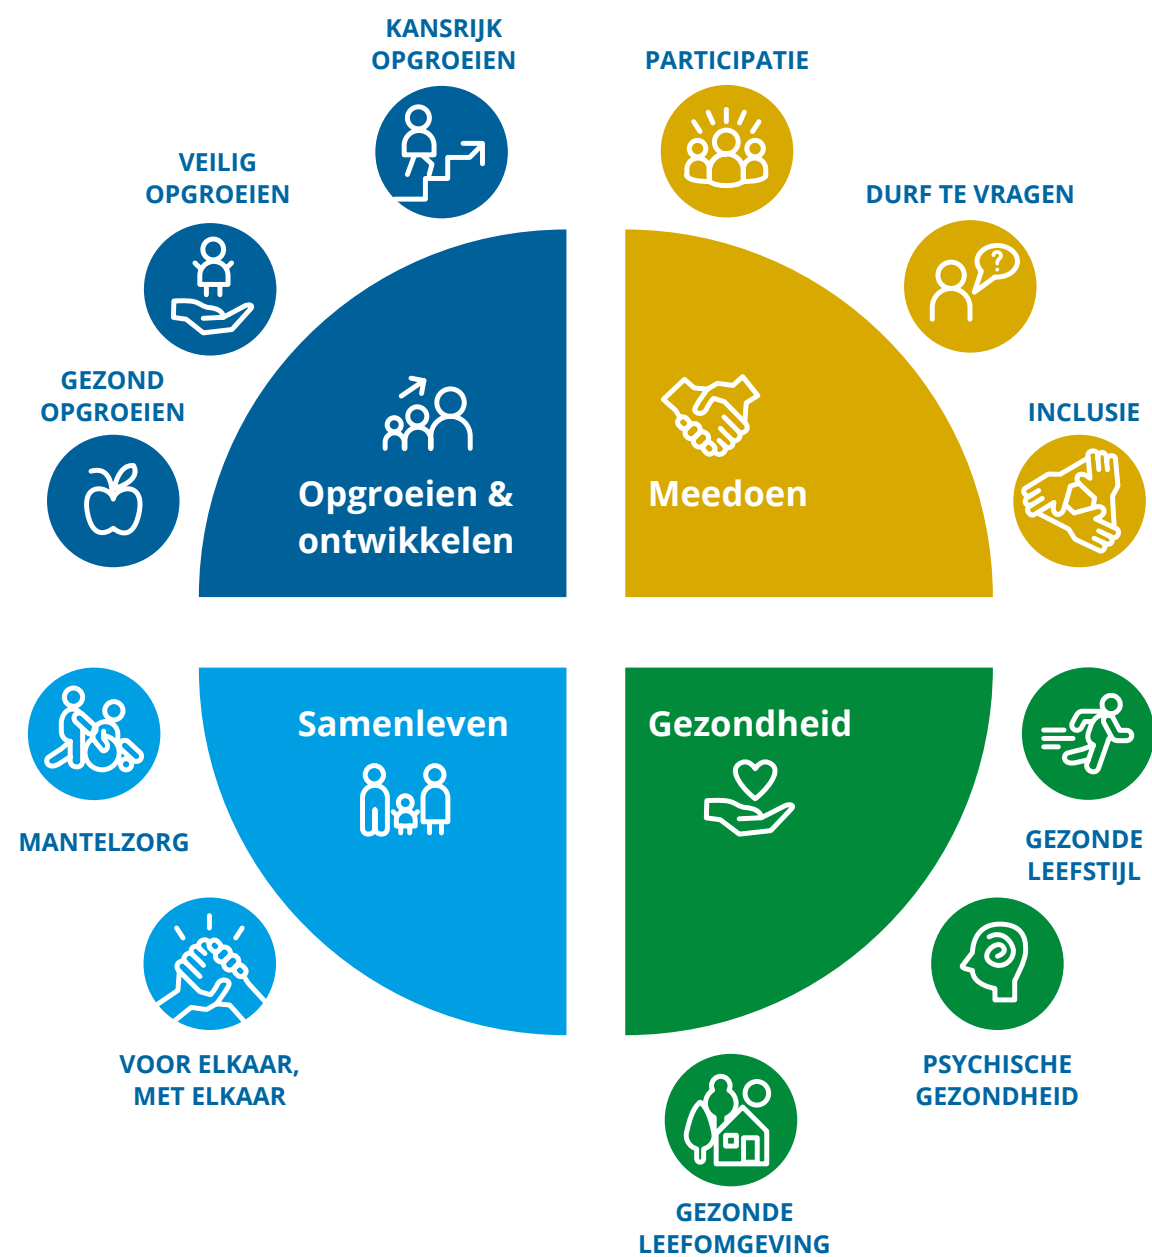 KANSRIJK
OPGROEIEN
VEILIG
OPGROEIEN
GEZOND
OPGROEIEN
Opgroeien &
ontwikkelen
PARTICIPATIE
DURF TE VRAGEN
?
INCLUSIE
Meedoen
Samenleven
MANTELZORG
VOOR ELKAAR,
MET ELKAAR
Gezondheid
GEZONDE
LEEFSTIJL
PSYCHISCHE
GEZONDHEID
GEZONDE
LEEFOMGEVING